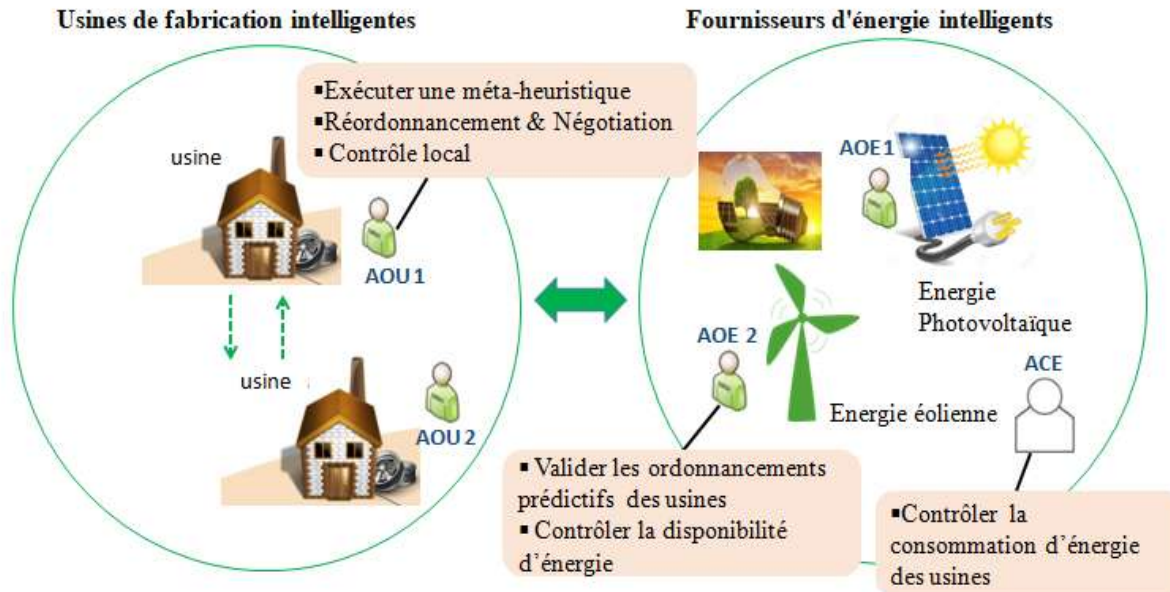 Usines de fabrication intelligentes
Fournisseurs d'énergie intelligents
▪Exécuter une méta-heuristique
▪Réordonnancement & Négotiation
▪ Contrôle local
usine
AOU 1
usine
AOU 2
AOE 1
Energie
Photovoltaïque
AOE 2
Energie éolienne
ACE
▪ Valider les ordonnancements
prédictifs des usines
▪ Contrôler la disponibilité
d'énergie
▪Contrôler la
consommation d'énergie
des usines